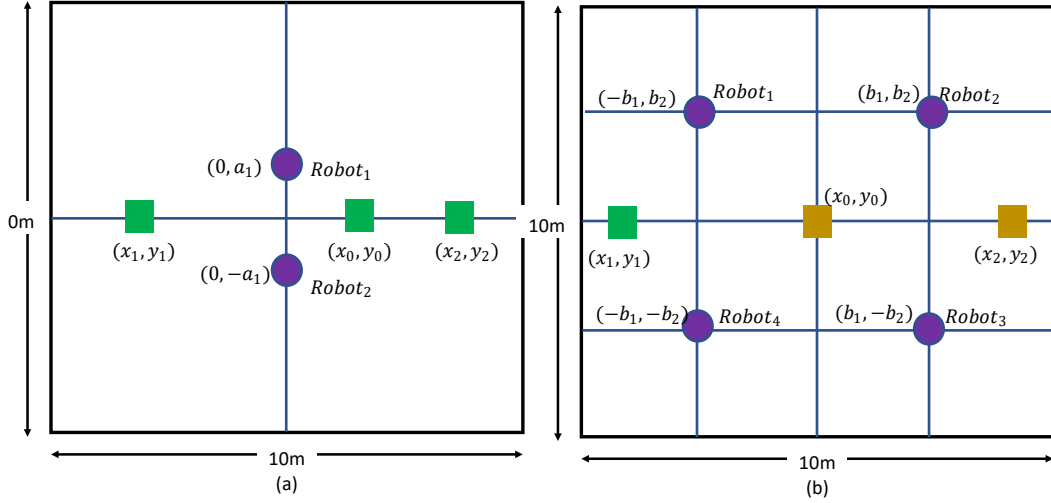 (0, a₁)
Robot₁
0m
(x₁, y₁)
(x₀, y₀)
(x₂, y₂)
(0, −a₁)
Robot₂
10m
(a)
(−b₁, b₂)
Robot₁
(b₁, b₂)
Robot₂
(x₀, y₀)
10m
(x₁, y₁)
(x₂, y₂)
(−b₁, −b₂)
Robot₄
(b₁, −b₂)
Robot₃
10m
(b)